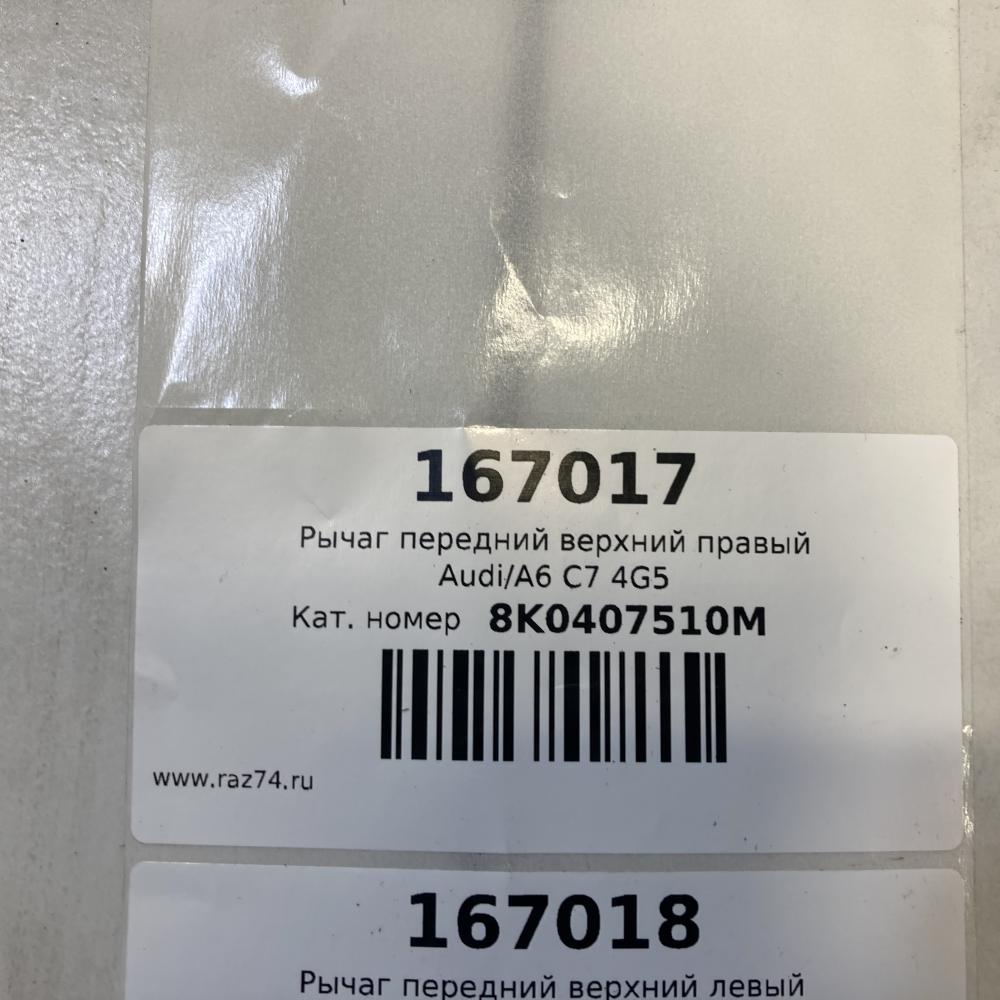 167017
Рычаг передний верхний правый
Audi/A6 C7 4G5
Кат. номер 8K0407510M
www.raz74.ru
167018
Рычаг передний верхний левый